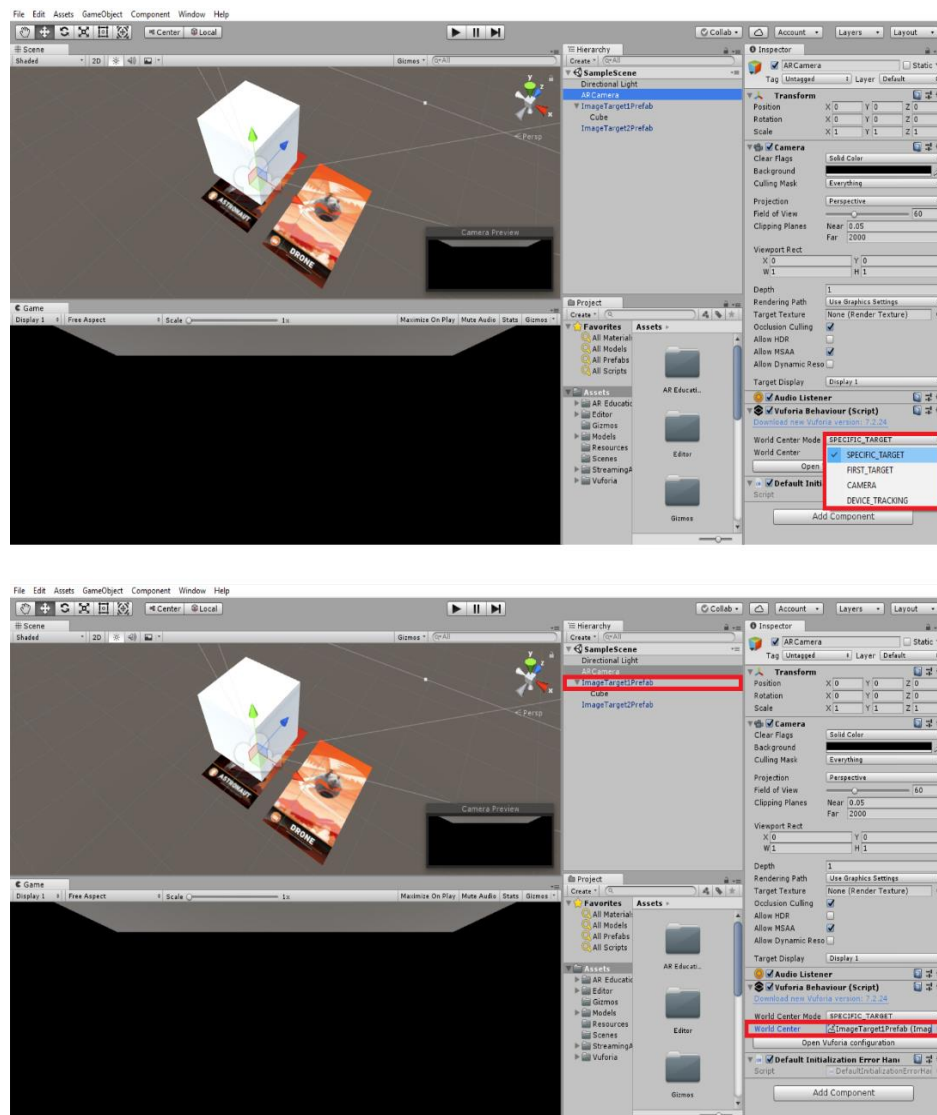 File Edit Assets GameObject Component Window Help
Center Local
Collab Account Layers Layout
Scene
Shaded 2D Gizmos All
y
z
x
Persp
ASTRONAUT
DRONE
Camera Preview
Game
Display 1 Free Aspect Scale 1x Maximize On Play Mute Audio Stats Gizmos
Hierarchy
Create All
SampleScene
Directional Light
ARCamera
ImageTarget1Prefab
Cube
ImageTarget2Prefab
Project
Create
Favorites
All Material
All Models
All Prefabs
All Scripts
Assets
AR Educatic
Editor
Gizmos
Models
Resources
Scenes
StreamingA
Vuforia
Assets
AR Educati..
Editor
Gizmos
Inspector
ARCamera Static
Tag Untagged Layer Default
Transform
Position X 0 Y 0 Z 0
Rotation X 0 Y 0 Z 0
Scale X 1 Y 1 Z 1
Camera
Clear Flags Solid Color
Background
Culling Mask Everything
Projection Perspective
Field of View 60
Clipping Planes Near 0.05
Far 2000
Viewport Rect
X 0 Y 0
W 1 H 1
Depth 1
Rendering Path Use Graphics Settings
Target Texture None (Render Texture)
Occlusion Culling
Allow HDR
Allow MSAA
Allow Dynamic Reso
Target Display Display 1
Audio Listener
Vuforia Behaviour (Script)
Download new Vuforia version: 7.2.24
World Center Mode SPECIFIC_TARGET
World Center SPECIFIC_TARGET
Open FIRST_TARGET
CAMERA
Default Initi DEVICE_TRACKING
Script
Add Component
File Edit Assets GameObject Component Window Help
Center Local
Collab Account Layers Layout
Scene
Shaded 2D Gizmos All
y
z
x
Persp
ASTRONAUT
DRONE
Camera Preview
Game
Display 1 Free Aspect Scale 1x Maximize On Play Mute Audio Stats Gizmos
Hierarchy
Create All
SampleScene
Directional Light
ARCamera
ImageTarget1Prefab
Cube
ImageTarget2Prefab
Project
Create
Favorites
All Material
All Models
All Prefabs
All Scripts
Assets
AR Educatic
Editor
Gizmos
Models
Resources
Scenes
StreamingA
Vuforia
Assets
AR Educati..
Editor
Gizmos
Inspector
ARCamera Static
Tag Untagged Layer Default
Transform
Position X 0 Y 0 Z 0
Rotation X 0 Y 0 Z 0
Scale X 1 Y 1 Z 1
Camera
Clear Flags Solid Color
Background
Culling Mask Everything
Projection Perspective
Field of View 60
Clipping Planes Near 0.05
Far 2000
Viewport Rect
X 0 Y 0
W 1 H 1
Depth 1
Rendering Path Use Graphics Settings
Target Texture None (Render Texture)
Occlusion Culling
Allow HDR
Allow MSAA
Allow Dynamic Reso
Target Display Display 1
Audio Listener
Vuforia Behaviour (Script)
Download new Vuforia version: 7.2.24
World Center Mode SPECIFIC_TARGET
World Center ImageTarget1Prefab (Imag
Open Vuforia configuration
Default Initialization Error Han
Script DefaultInitializationErrorHan
Add Component